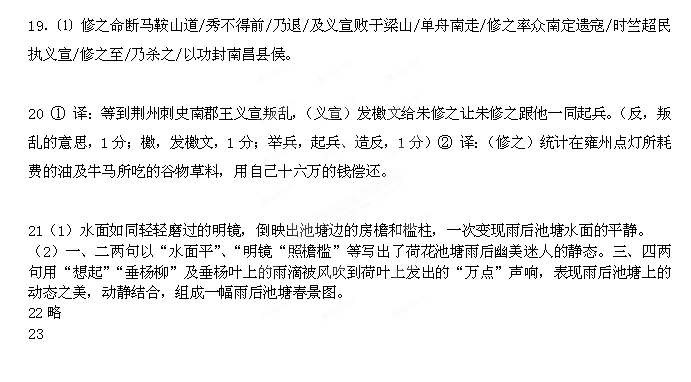 19．⑴ 修之命断马鞍山道/秀不得前/乃退/及义宣败于梁山/单舟南走/修之率众南定遗寇/时竺超民
执义宣/修之至/乃杀之/以功封南昌县侯。
20 ① 译：等到荆州刺史南郡王义宣叛乱，（义宣）发檄文给朱修之让朱修之跟他一同起兵。（反，叛
乱的意思，1分；檄，发檄文，1分；举兵，起兵、造反，1分）② 译：（修之）统计在雍州点灯所耗
费的油及牛马所吃的谷物草料，用自己十六万的钱偿还。
21（1）水面如同轻轻磨过的明镜，倒映出池塘边的房檐和槛柱，一次变现雨后池塘水面的平静。
（2）一、二两句以“水面平”、“明镜“照檐槛”等写出了荷花池塘雨后幽美迷人的静态。三、四两
句用“想起”“垂杨柳”及垂杨叶上的雨滴被风吹到荷叶上发出的“万点”声响，表现雨后池塘上的
动态之美，动静结合，组成一幅雨后池塘春景图。
22 略
23